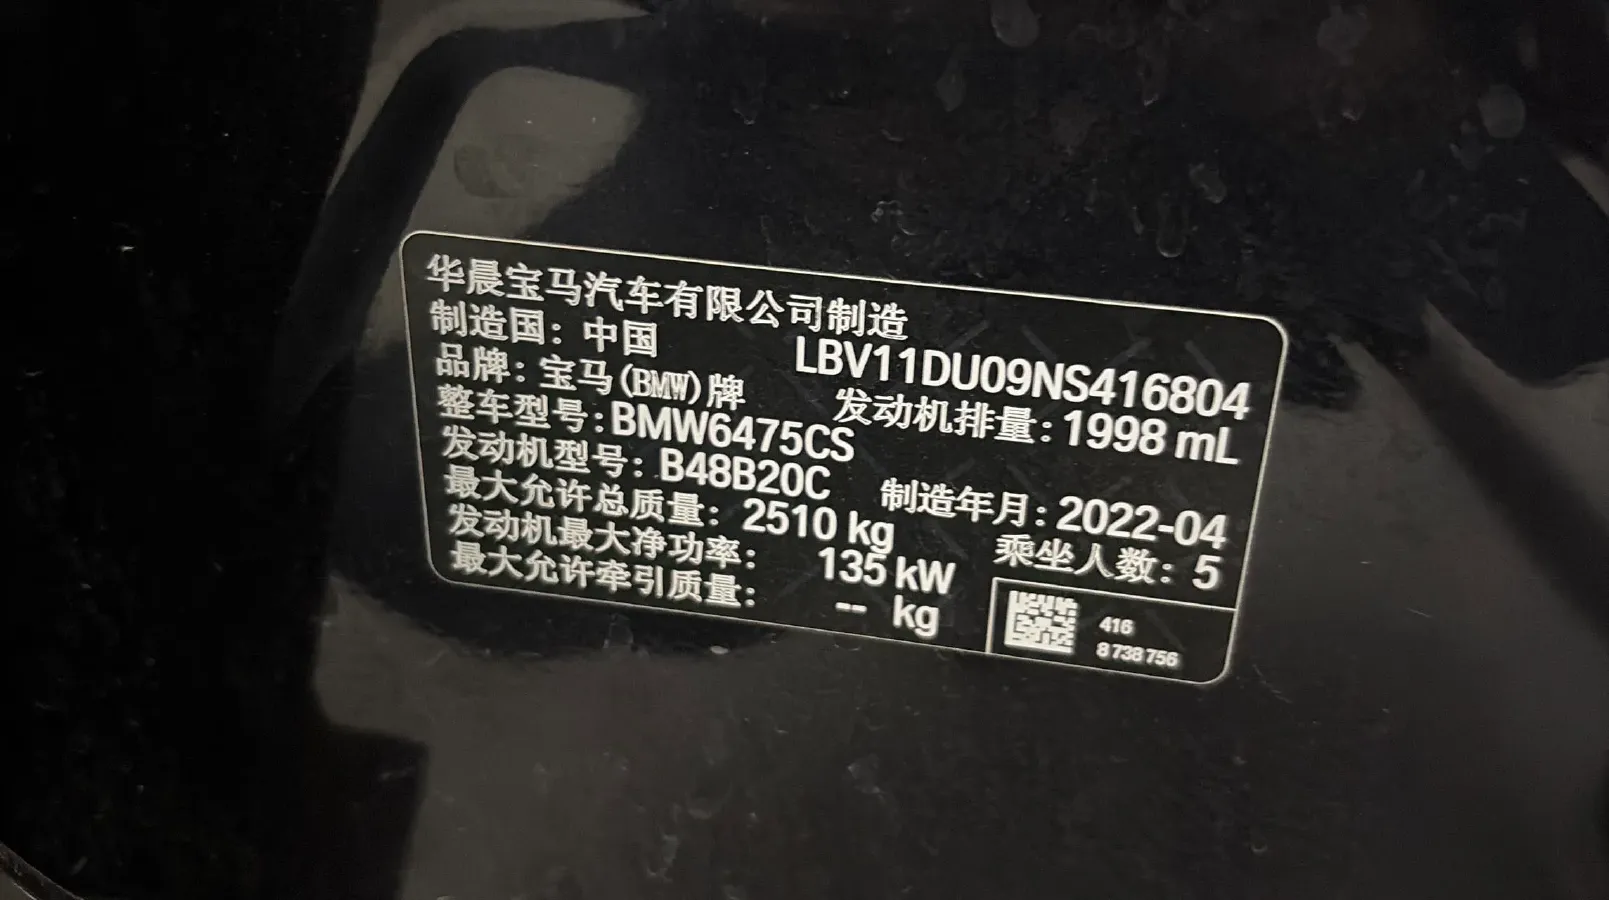 华晨宝马汽车有限公司制造
制造国：中国
LBV11DU09NS416804
品牌：宝马(BMW)牌
发动机排量：1998 mL
整车型号：BMW6475CS
发动机型号：B48B20C
制造年月：2022-04
最大允许总质量：2510 kg
乘坐人数：5
发动机最大净功率：135 kW
最大允许牵引质量：-- kg
416
8 738 756